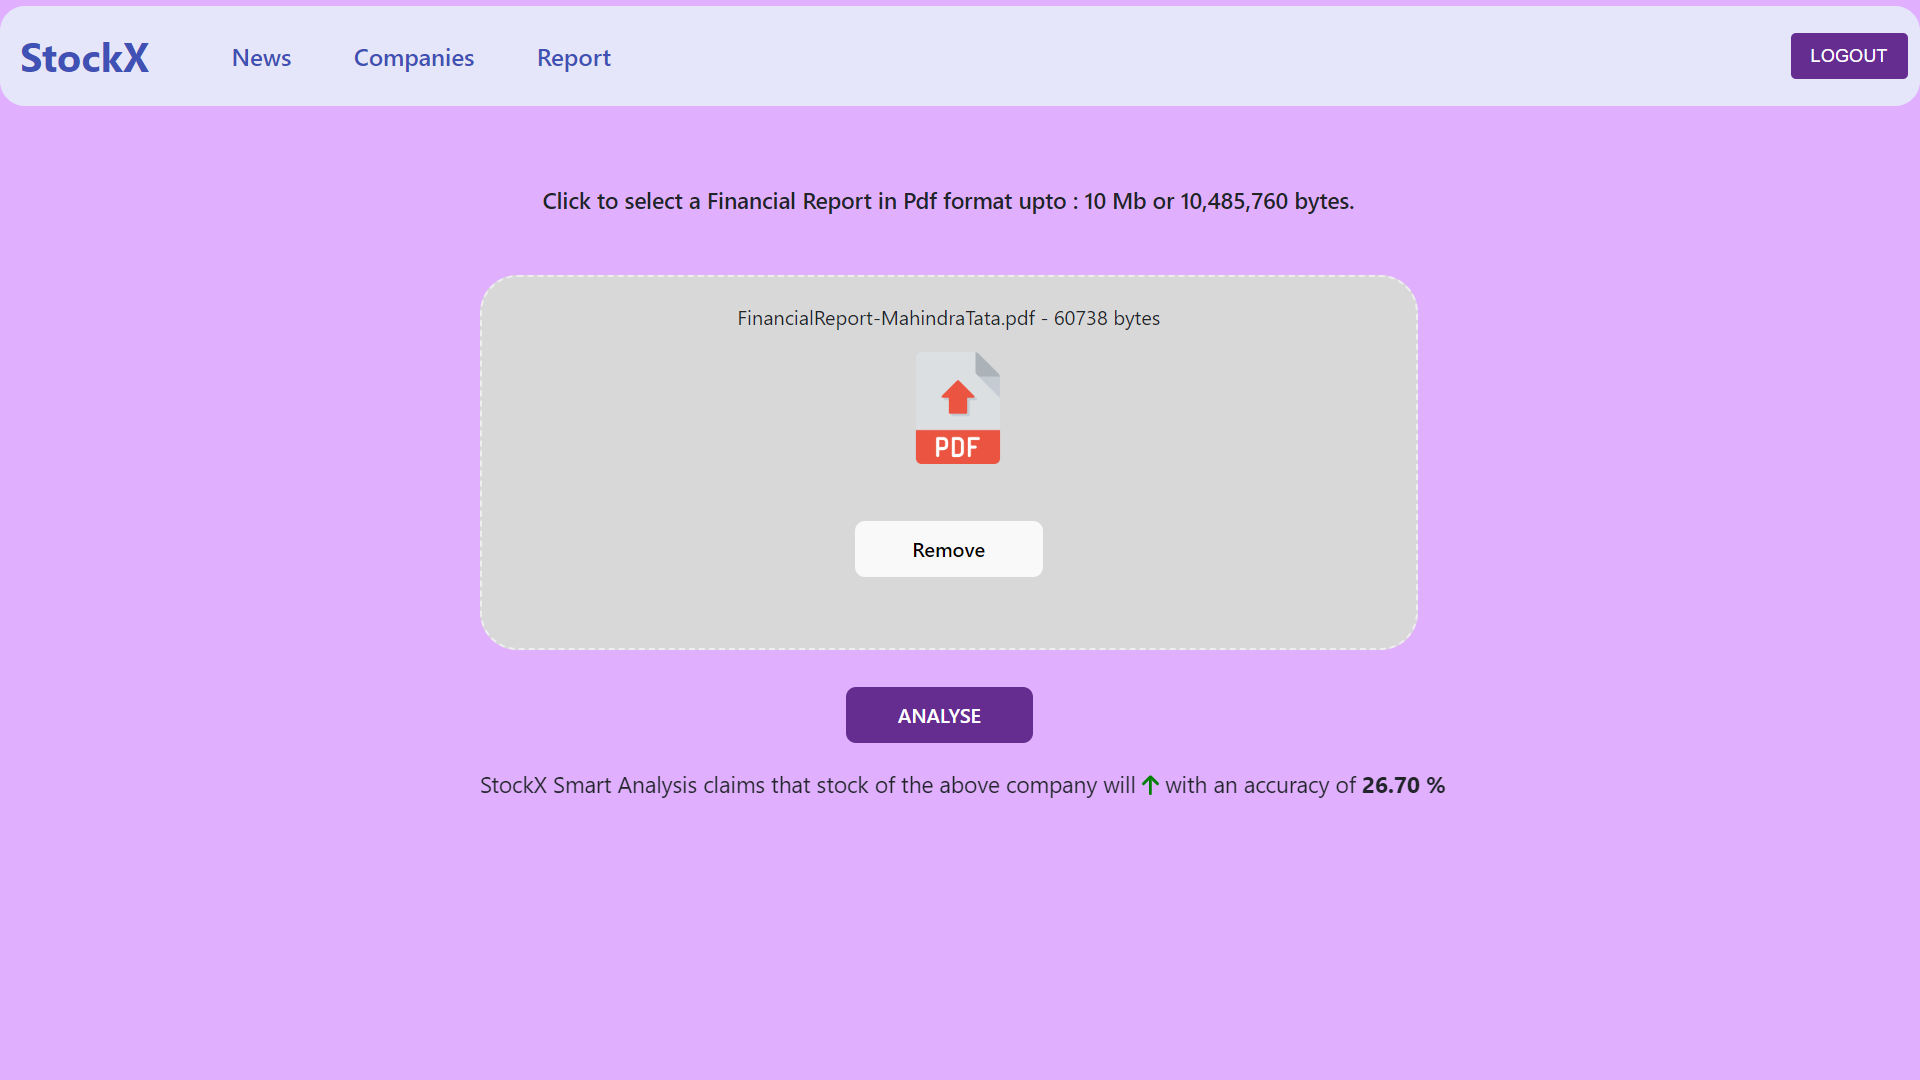 StockX News Companies Report LOGOUT
Click to select a Financial Report in Pdf format upto : 10 Mb or 10,485,760 bytes.
FinancialReport-MahindraTata.pdf - 60738 bytes
PDF
Remove
ANALYSE
StockX Smart Analysis claims that stock of the above company will with an accuracy of 26.70 %